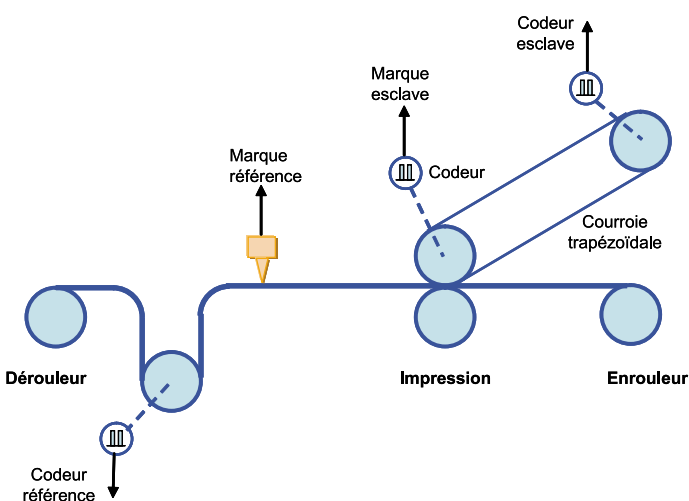 Codeur
esclave
Marque
esclave
Codeur
Marque
référence
Courroie
trapézoïdale
Dérouleur
Impression
Enrouleur
Codeur
référence